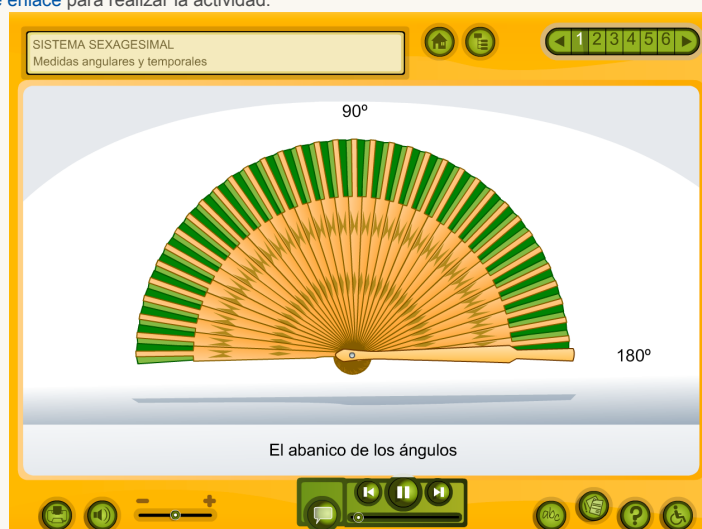 enlace para realizar la actividad.
SISTEMA SEXAGESIMAL
Medidas angulares y temporales
1 2 3 4 5 6
90º
180º
El abanico de los ángulos
- +
abc ?